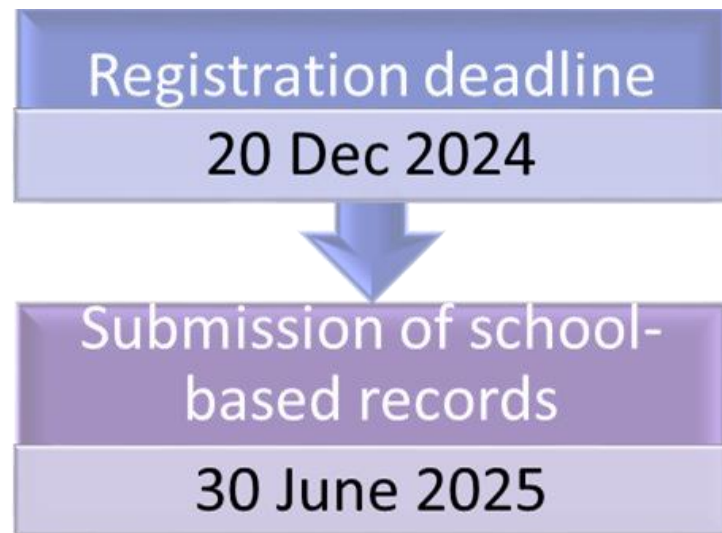 Registration deadline
20 Dec 2024
Submission of school-
based records
30 June 2025